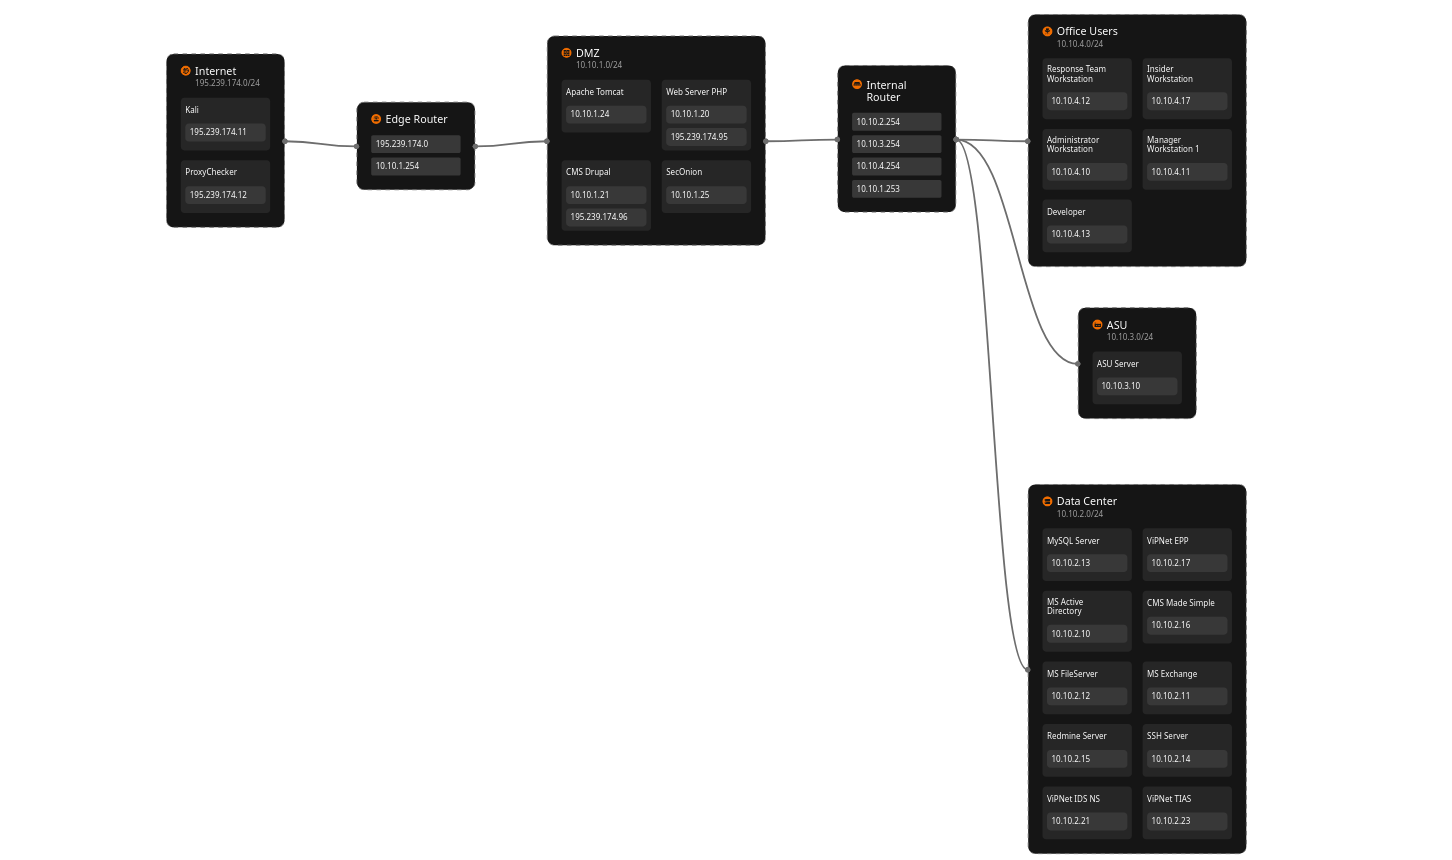 Internet
195.239.174.0/24
Kali
195.239.174.11
ProxyChecker
195.239.174.12
Edge Router
195.239.174.0
10.10.1.254
DMZ
10.10.1.0/24
Apache Tomcat
10.10.1.24
Web Server PHP
10.10.1.20
195.239.174.95
CMS Drupal
10.10.1.21
195.239.174.96
SecOnion
10.10.1.25
Internal
Router
10.10.2.254
10.10.3.254
10.10.4.254
10.10.1.253
Office Users
10.10.4.0/24
Response Team
Workstation
10.10.4.12
Insider
Workstation
10.10.4.17
Administrator
Workstation
10.10.4.10
Manager
Workstation 1
10.10.4.11
Developer
10.10.4.13
ASU
10.10.3.0/24
ASU Server
10.10.3.10
Data Center
10.10.2.0/24
MySQL Server
10.10.2.13
ViPNet EPP
10.10.2.17
MS Active
Directory
10.10.2.10
CMS Made Simple
10.10.2.16
MS FileServer
10.10.2.12
MS Exchange
10.10.2.11
Redmine Server
10.10.2.15
SSH Server
10.10.2.14
ViPNet IDS NS
10.10.2.21
ViPNet TIAS
10.10.2.23